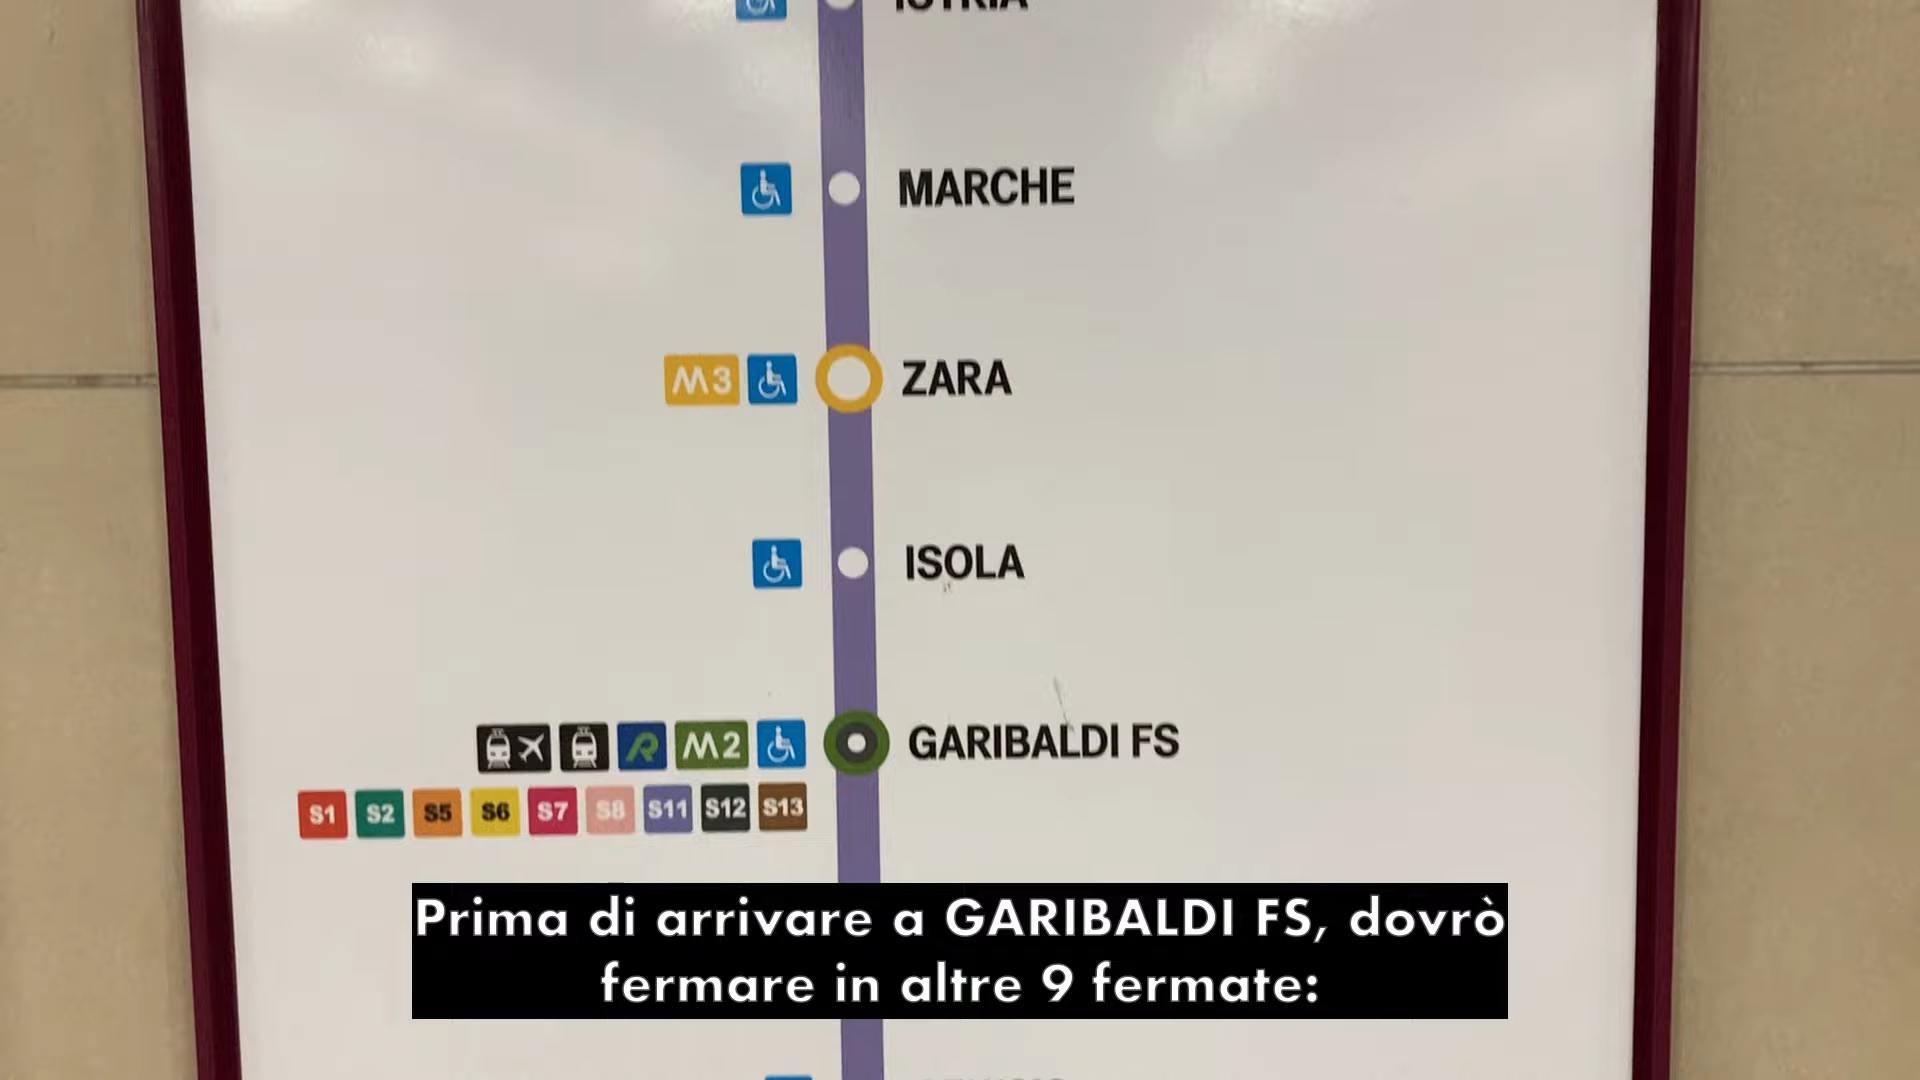 MARCHE
M3 ZARA
ISOLA
R M2 GARIBALDI FS
S1 S2 S5 S6 S7 S8 S11 S12 S13
Prima di arrivare a GARIBALDI FS, dovrò
fermare in altre 9 fermate: